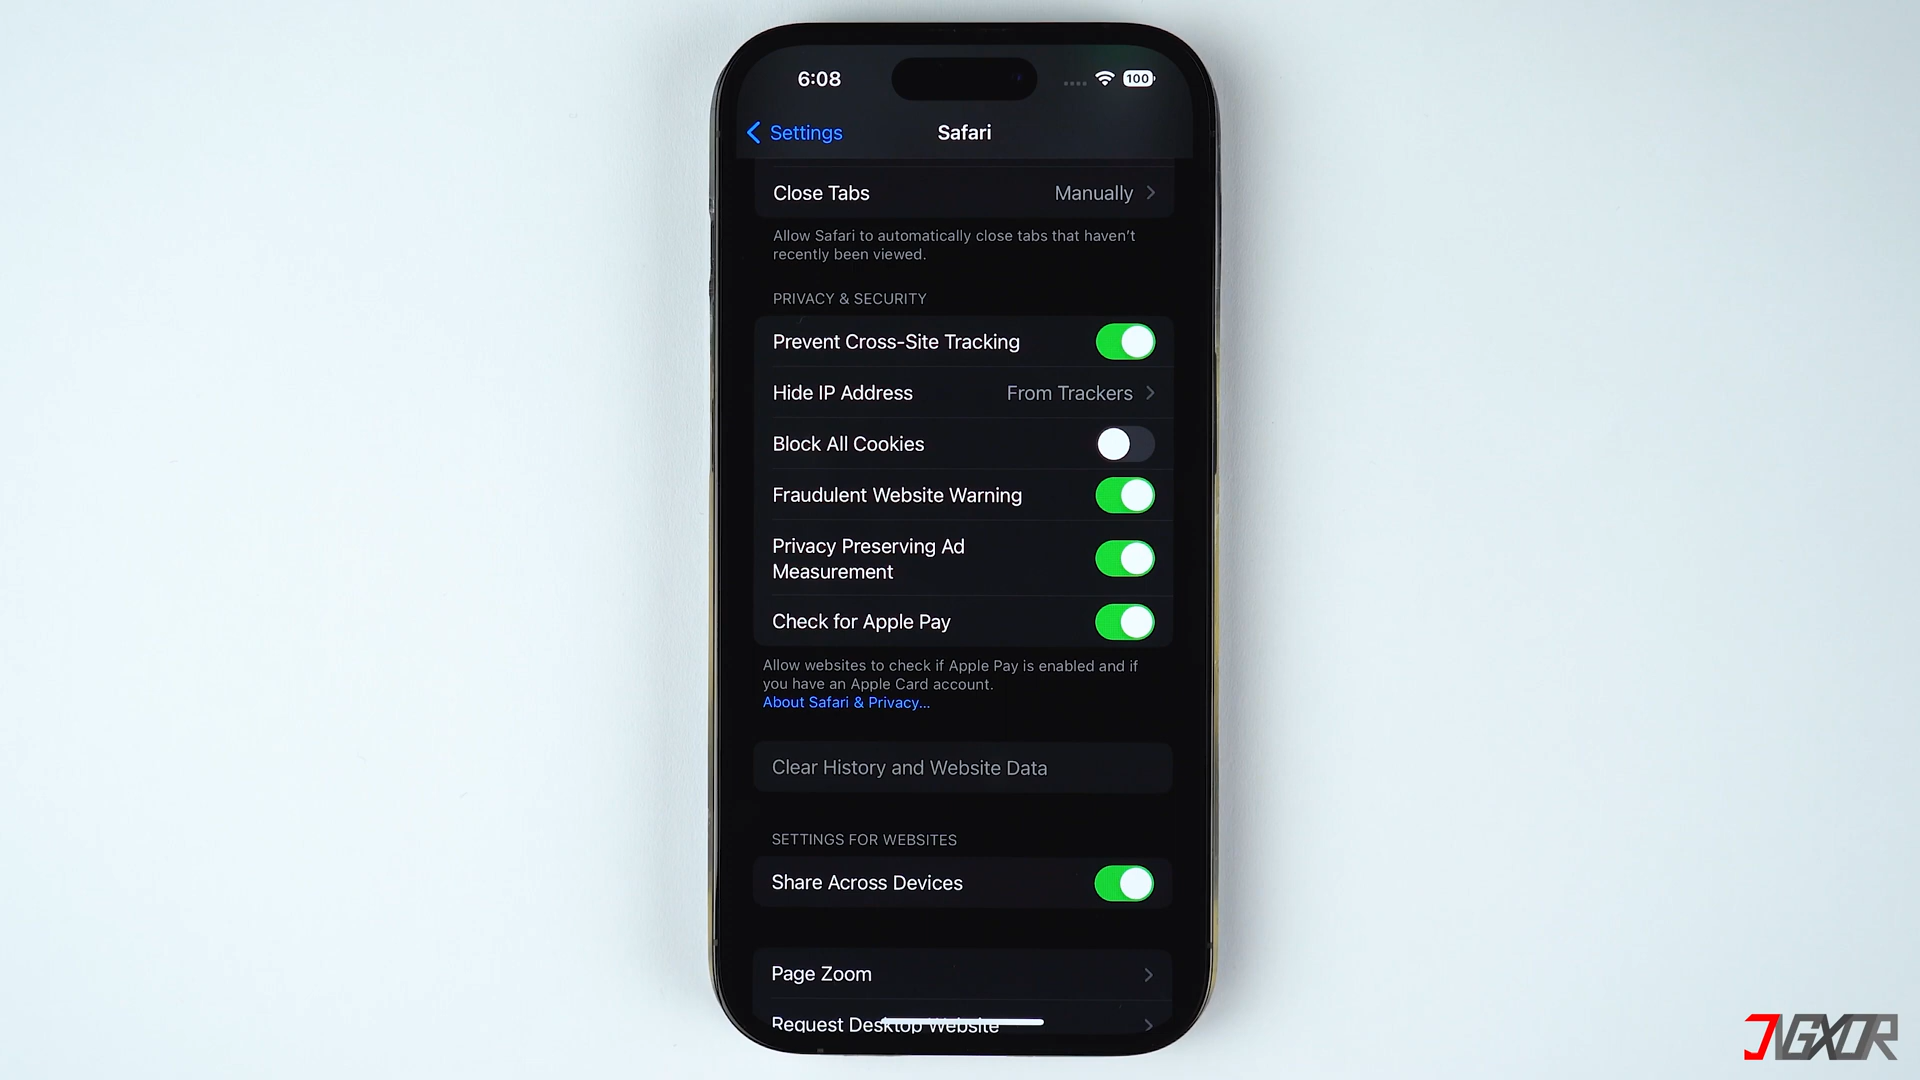 6:08
100
Settings
Safari
Close Tabs
Manually
Allow Safari to automatically close tabs that haven't
recently been viewed.
PRIVACY & SECURITY
Prevent Cross-Site Tracking
Hide IP Address
From Trackers
Block All Cookies
Fraudulent Website Warning
Privacy Preserving Ad
Measurement
Check for Apple Pay
Allow websites to check if Apple Pay is enabled and if
you have an Apple Card account.
About Safari & Privacy...
Clear History and Website Data
SETTINGS FOR WEBSITES
Share Across Devices
Page Zoom
Request Desktop Website
JIGXOR